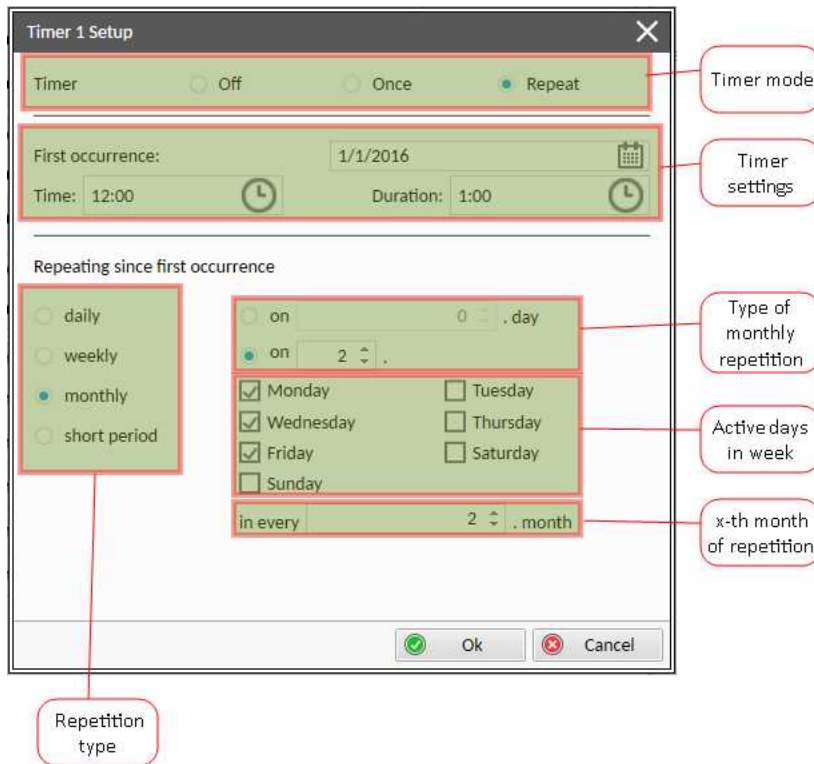 Timer 1 Setup
Timer Off Once Repeat
Timer mode
First occurrence: 1/1/2016
Time: 12:00 Duration: 1:00
Timer
settings
Repeating since first occurrence
daily
weekly
monthly
short period
on 0 . day
on 2 .
Type of
monthly
repetition
Monday Tuesday
Wednesday Thursday
Friday Saturday
Sunday
Active days
in week
in every 2 . month
x-th month
of repetition
Ok Cancel
Repetition
type